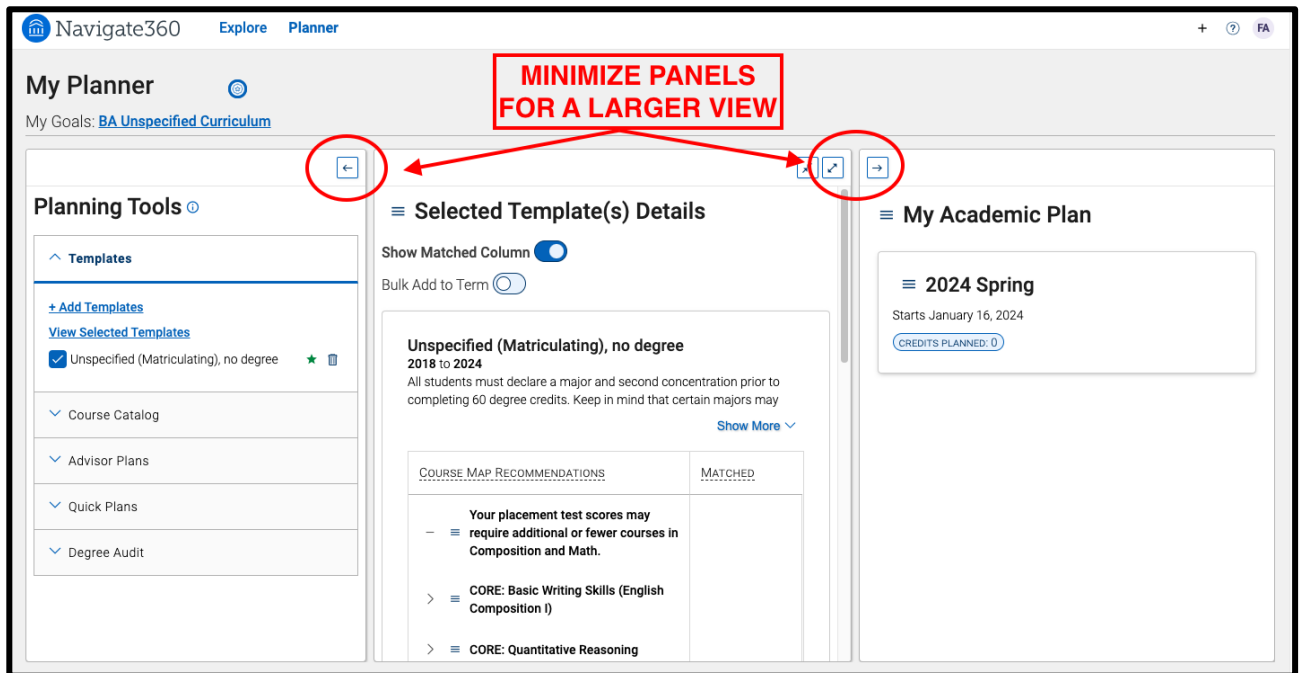 Navigate360 Explore Planner + ? FA
MINIMIZE PANELS
FOR A LARGER VIEW
My Planner
My Goals: BA Unspecified Curriculum
Planning Tools
Templates
+ Add Templates
View Selected Templates
Unspecified (Matriculating), no degree
Course Catalog
Advisor Plans
Quick Plans
Degree Audit
Selected Template(s) Details
Show Matched Column
Bulk Add to Term
Unspecified (Matriculating), no degree
2018 to 2024
All students must declare a major and second concentration prior to
completing 60 degree credits. Keep in mind that certain majors may
Show More
COURSE MAP RECOMMENDATIONS MATCHED
Your placement test scores may
require additional or fewer courses in
Composition and Math.
CORE: Basic Writing Skills (English
Composition I)
CORE: Quantitative Reasoning
My Academic Plan
2024 Spring
Starts January 16, 2024
CREDITS PLANNED: 0